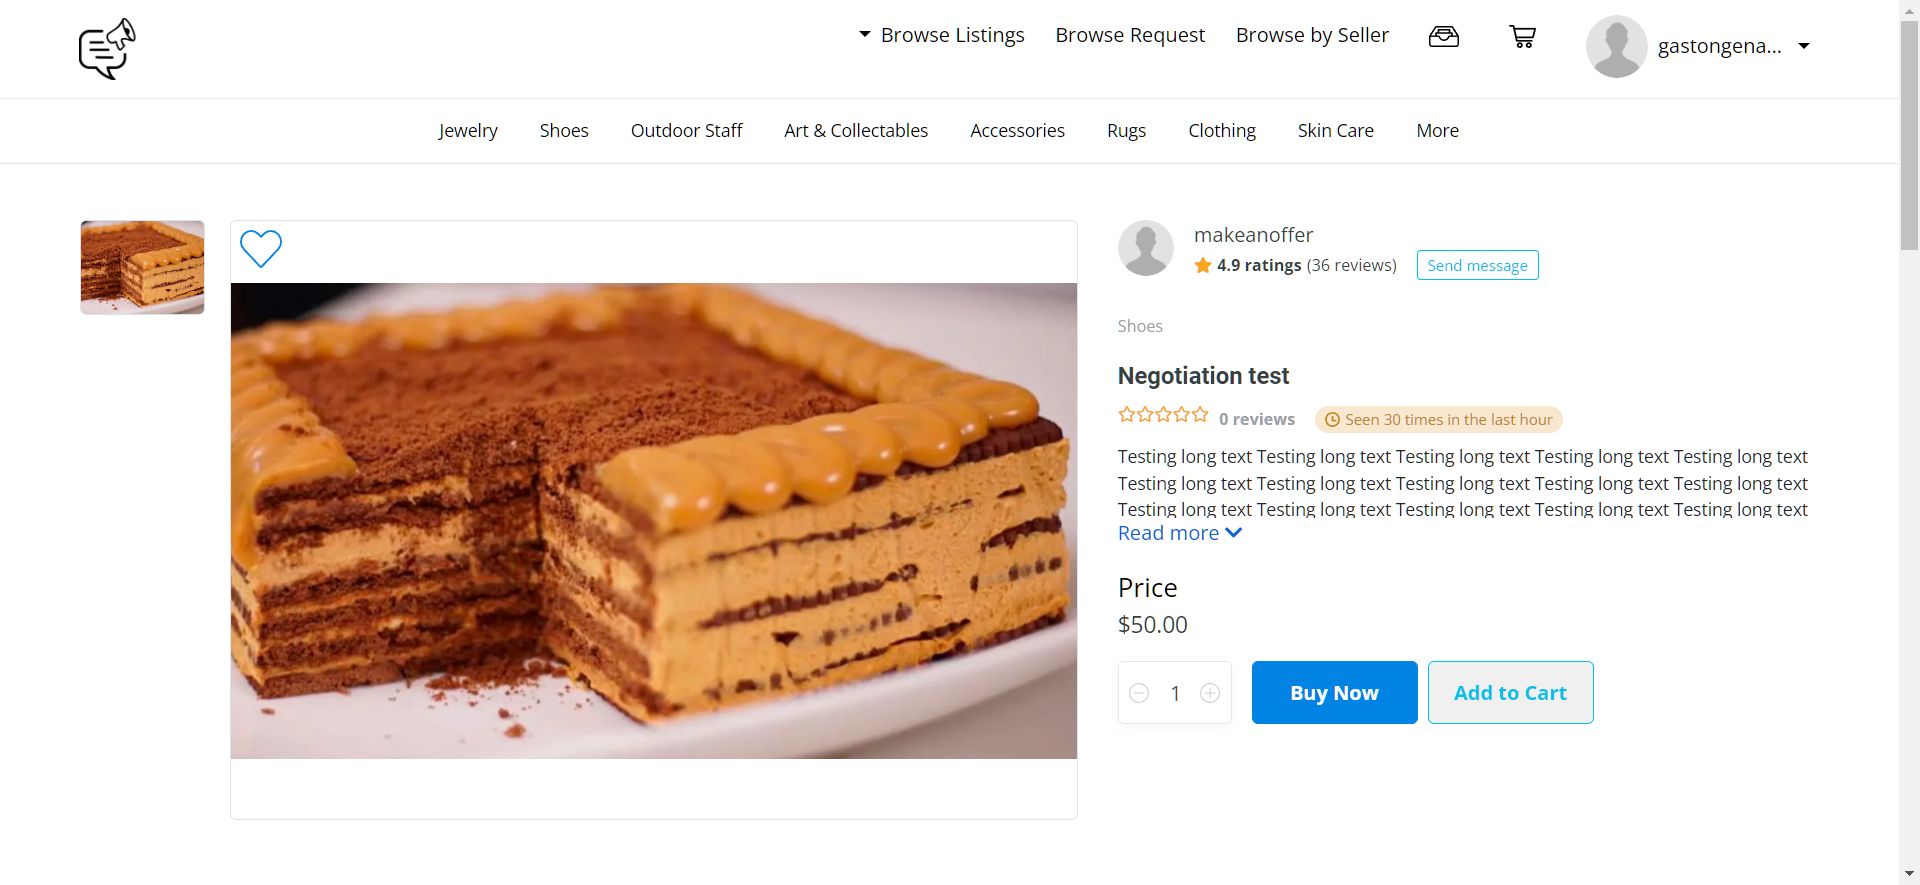 Browse Listings Browse Request Browse by Seller gastongena...
Jewelry Shoes Outdoor Staff Art & Collectables Accessories Rugs Clothing Skin Care More
makeanoffer
4.9 ratings (36 reviews) Send message
Shoes
Negotiation test
0 reviews Seen 30 times in the last hour
Testing long text Testing long text Testing long text Testing long text Testing long text
Testing long text Testing long text Testing long text Testing long text Testing long text
Testing long text Testing long text Testing long text Testing long text Testing long text
Read more
Price
$50.00
1 Buy Now Add to Cart